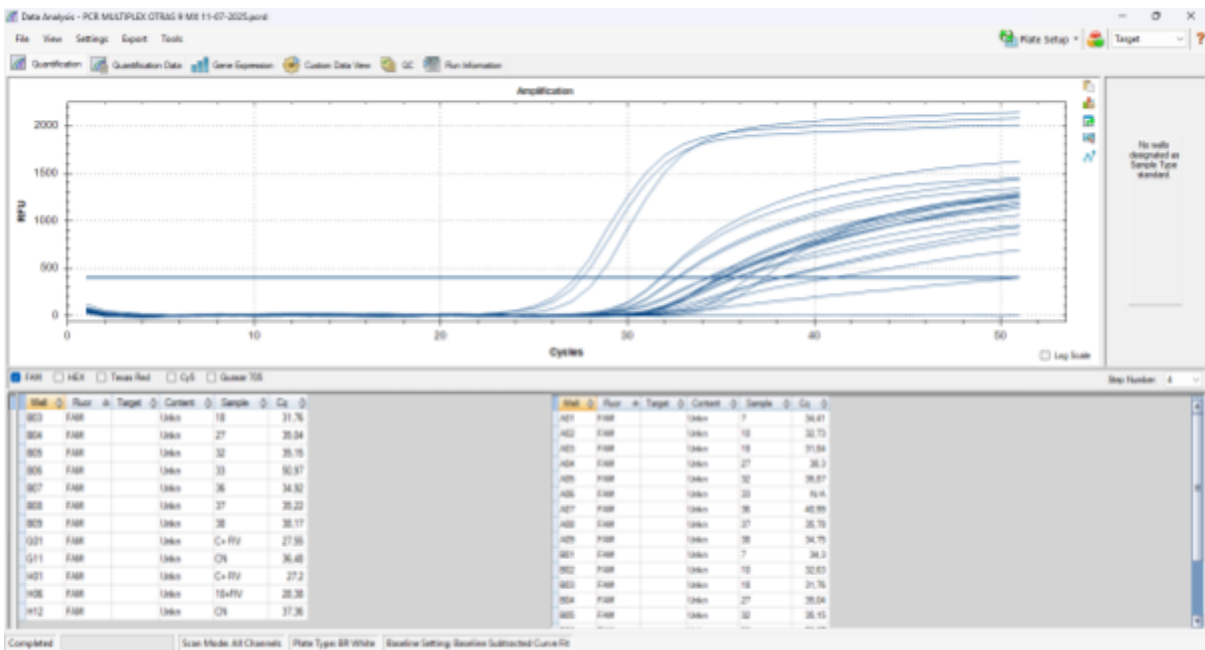 Data Analysis - PCR MULTIPLEX OTRAS 9 MX 11-07-2025.pcrd
File View Settings Export Tools
Plate Setup Target
Quantification Quantification Data Gene Expression Custom Data View QC Run Information
Amplification
No wells
designated as
Sample Type
standard.
RFU
2000
1500
1000
500
0
0 10 20 30 40 50
Cycles
Log Scale
FAM HEX Texas Red Cy5 Quasar 705
Step Number: 4
Well Fluor Target Content Sample Cq
B03 FAM Unkn 18 31,76
B04 FAM Unkn 27 35,04
B05 FAM Unkn 32 35,15
B06 FAM Unkn 33 50,97
B07 FAM Unkn 36 34,92
B08 FAM Unkn 37 35,22
B09 FAM Unkn 38 38,17
G01 FAM Unkn C+ RV 27,95
G11 FAM Unkn CN 36,48
H01 FAM Unkn C+ RV 27,2
H06 FAM Unkn
H12 FAM Unkn CN 37,36
Well Fluor Target Content Sample Cq
A01 FAM Unkn 7 34,41
A02 FAM Unkn 10 32,73
A03 FAM Unkn 18 31,84
A04 FAM Unkn 27 38,3
A05 FAM Unkn 32
A06 FAM Unkn 33 N/A
A07 FAM Unkn 36 40,99
A08 FAM Unkn 37 35,78
A09 FAM Unkn 38 34,75
B01 FAM Unkn 7 34,3
B02 FAM Unkn 10 32,63
B03 FAM Unkn 18 31,76
B04 FAM Unkn 27 35,04
B05 FAM Unkn 32 35,15
Completed Scan Mode: All Channels Plate Type: BR White Baseline Setting: Baseline Subtracted Curve Fit